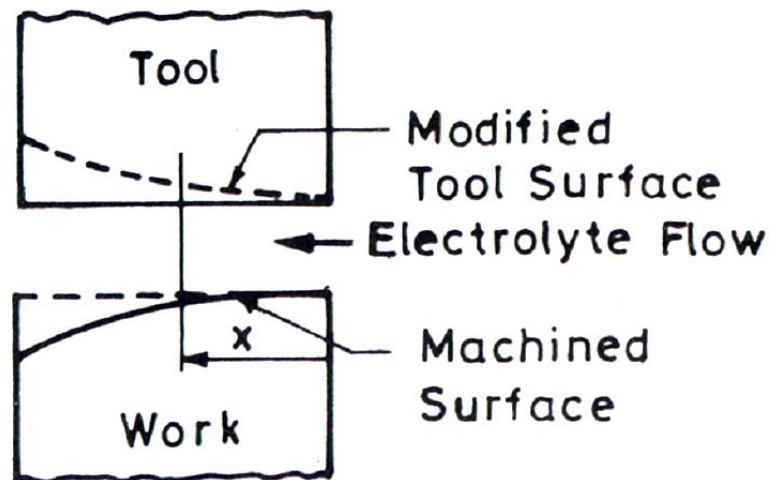 Tool
Modified
Tool Surface
Electrolyte Flow
x
Machined
Surface
Work